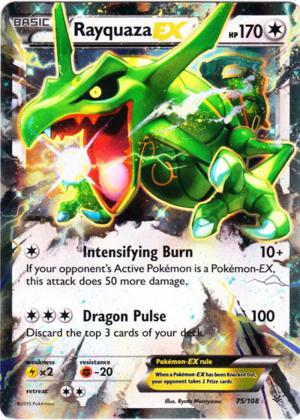 BASIC Rayquaza EX HP170
Intensifying Burn 10+
If your opponent's Active Pokémon is a Pokémon-EX,
this attack does 50 more damage.
Dragon Pulse 100
Discard the top 3 cards of your deck.
weakness resistance
×2 -20
Pokémon-EX rule
When a Pokémon-EX has been Knocked Out,
your opponent takes 2 Prize cards.
retreat
©2015 Pokémon Illus. Ryota Murayama 75/108